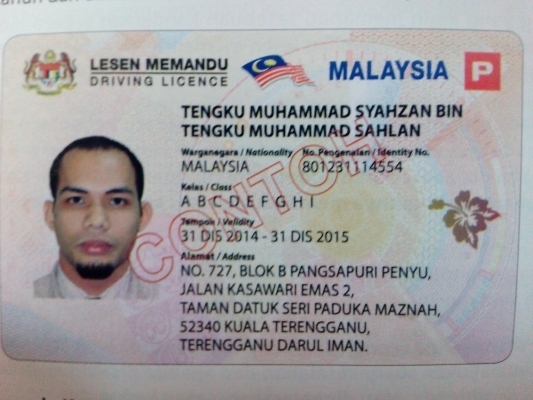 LESEN MEMANDU
DRIVING LICENCE
MALAYSIA
P
TENGKU MUHAMMAD SYAHZAN BIN
TENGKU MUHAMMAD SAHLAN
Warganegara / Nationality No. Pengenalan / Identity No.
MALAYSIA 801231114554
Kelas / Class
A B C D E F G H I
Tempoh / Validity
31 DIS 2014 - 31 DIS 2015
Alamat / Address
NO. 727, BLOK B PANGSAPURI PENYU,
JALAN KASAWARI EMAS 2,
TAMAN DATUK SERI PADUKA MAZNAH,
52340 KUALA TERENGGANU,
TERENGGANU DARUL IMAN.
CONTOH